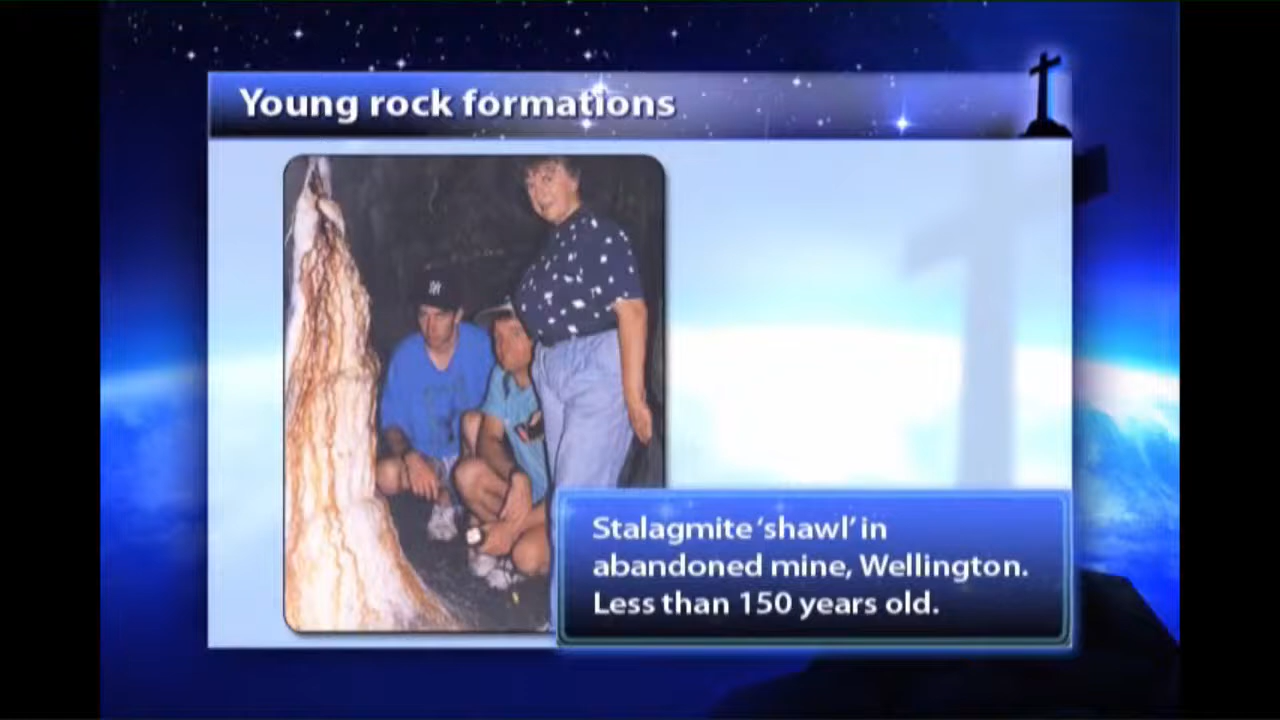 Young rock formations
Stalagmite 'shawl' in
abandoned mine, Wellington.
Less than 150 years old.